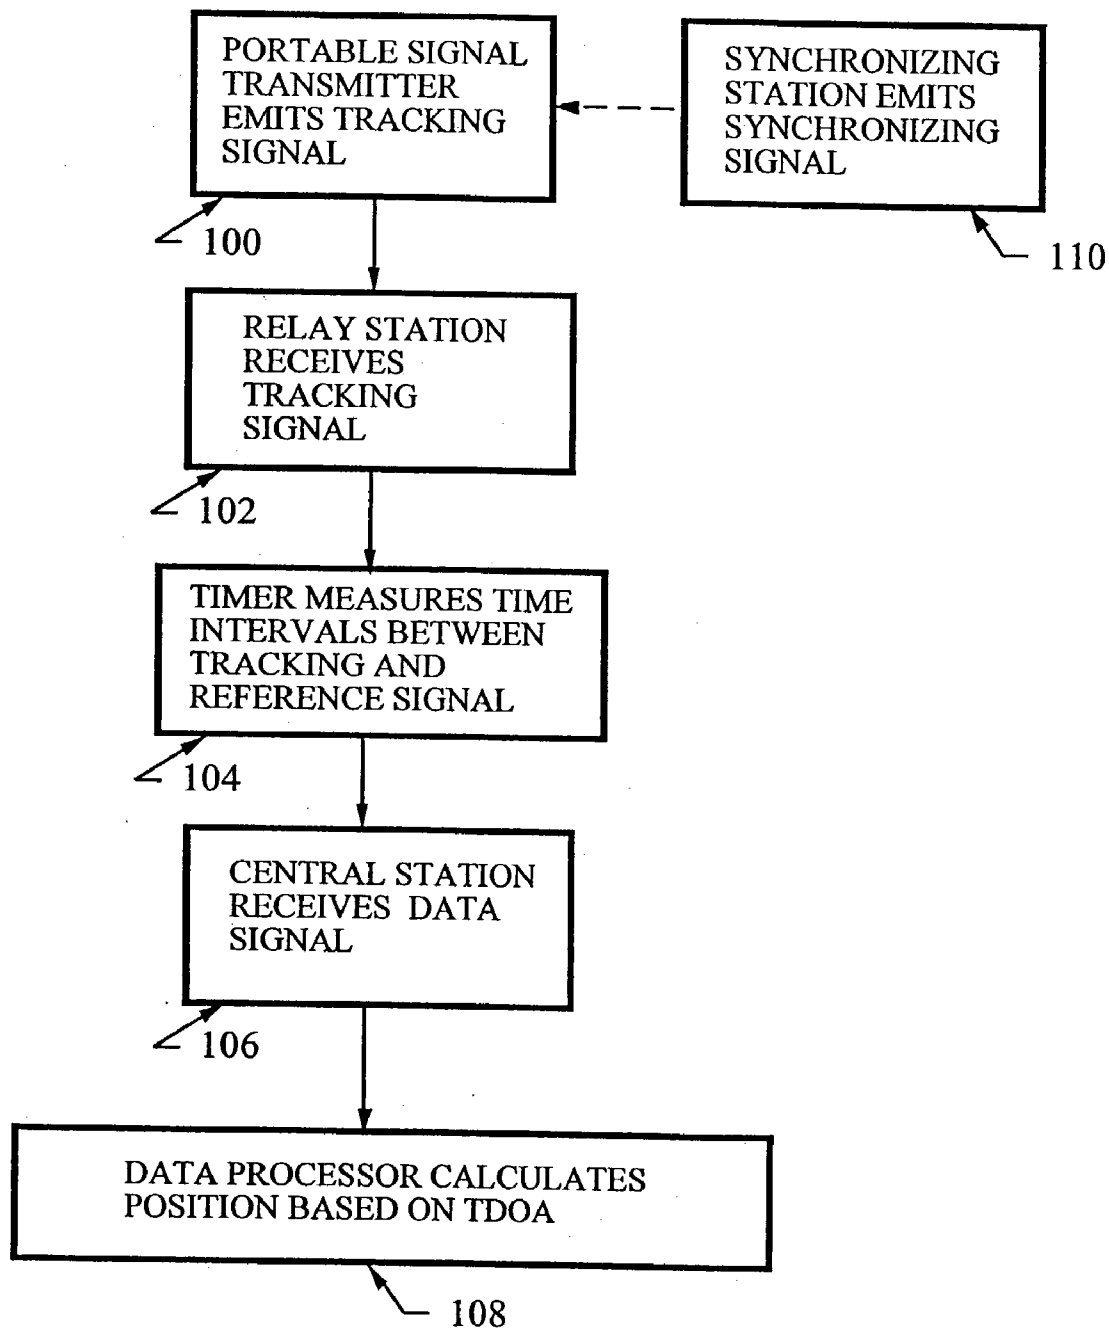 PORTABLE SIGNAL
TRANSMITTER
EMITS TRACKING
SIGNAL
100
SYNCHRONIZING
STATION EMITS
SYNCHRONIZING
SIGNAL
110
RELAY STATION
RECEIVES
TRACKING
SIGNAL
102
TIMER MEASURES TIME
INTERVALS BETWEEN
TRACKING AND
REFERENCE SIGNAL
104
CENTRAL STATION
RECEIVES DATA
SIGNAL
106
DATA PROCESSOR CALCULATES
POSITION BASED ON TDOA
108